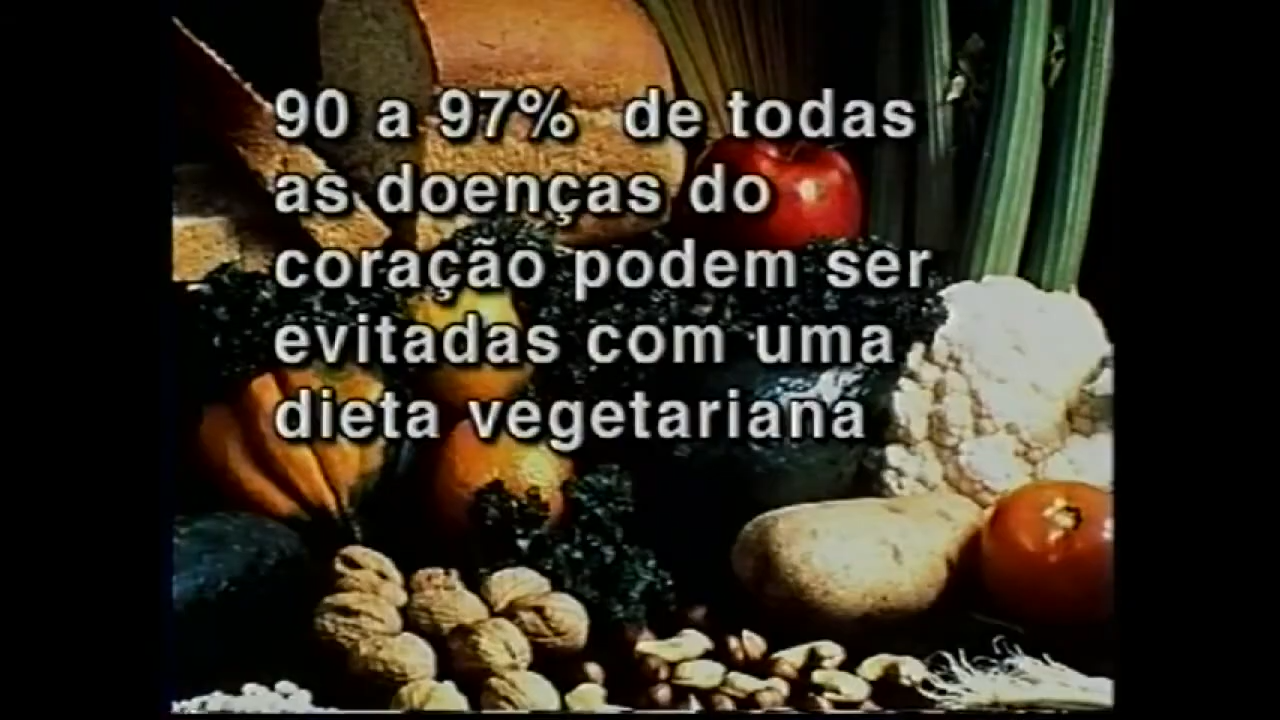 90 a 97% de todas
as doenças do
coração podem ser
evitadas com uma
dieta vegetariana